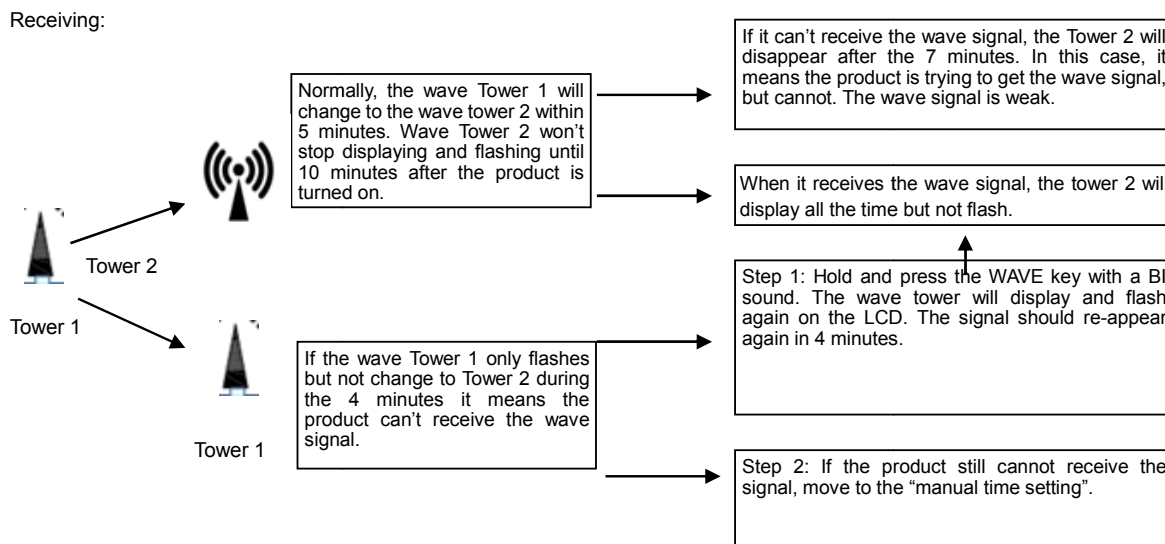 Receiving:
If it can't receive the wave signal, the Tower 2 will
disappear after the 7 minutes. In this case, it
means the product is trying to get the wave signal,
but cannot. The wave signal is weak.
Normally, the wave Tower 1 will
change to the wave tower 2 within
5 minutes. Wave Tower 2 won't
stop displaying and flashing until
10 minutes after the product is
turned on.
When it receives the wave signal, the tower 2 will
display all the time but not flash.
Tower 2
Tower 1
Step 1: Hold and press the WAVE key with a BI
sound. The wave tower will display and flash
again on the LCD. The signal should re-appear
again in 4 minutes.
If the wave Tower 1 only flashes
but not change to Tower 2 during
the 4 minutes it means the
product can't receive the wave
signal.
Tower 1
Step 2: If the product still cannot receive the
signal, move to the “manual time setting”.